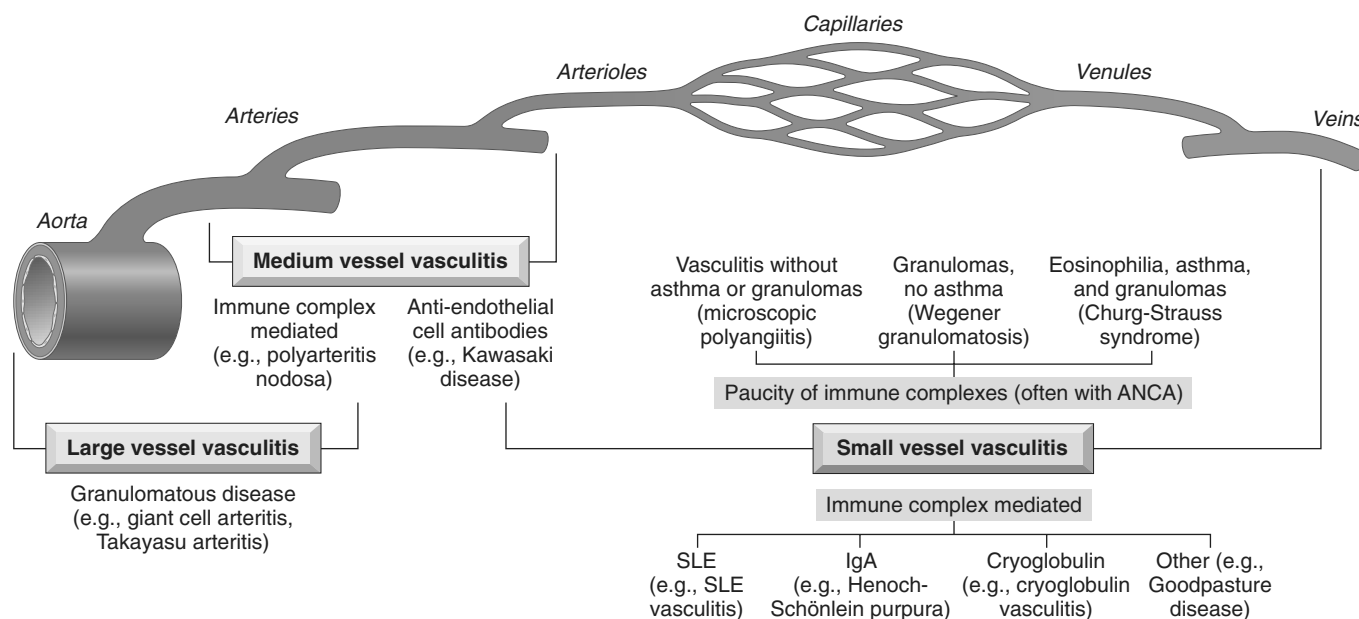 Capillaries
Arterioles
Venules
Arteries
Veins
Aorta
Medium vessel vasculitis
Immune complex
mediated
(e.g., polyarteritis
nodosa)
Anti-endothelial
cell antibodies
(e.g., Kawasaki
disease)
Vasculitis without
asthma or granulomas
(microscopic
polyangiitis)
Granulomas,
no asthma
(Wegener
granulomatosis)
Eosinophilia, asthma,
and granulomas
(Churg-Strauss
syndrome)
Paucity of immune complexes (often with ANCA)
Large vessel vasculitis
Granulomatous disease
(e.g., giant cell arteritis,
Takayasu arteritis)
Small vessel vasculitis
Immune complex mediated
SLE
(e.g., SLE
vasculitis)
IgA
(e.g., Henoch-
Schönlein purpura)
Cryoglobulin
(e.g., cryoglobulin
vasculitis)
Other (e.g.,
Goodpasture
disease)